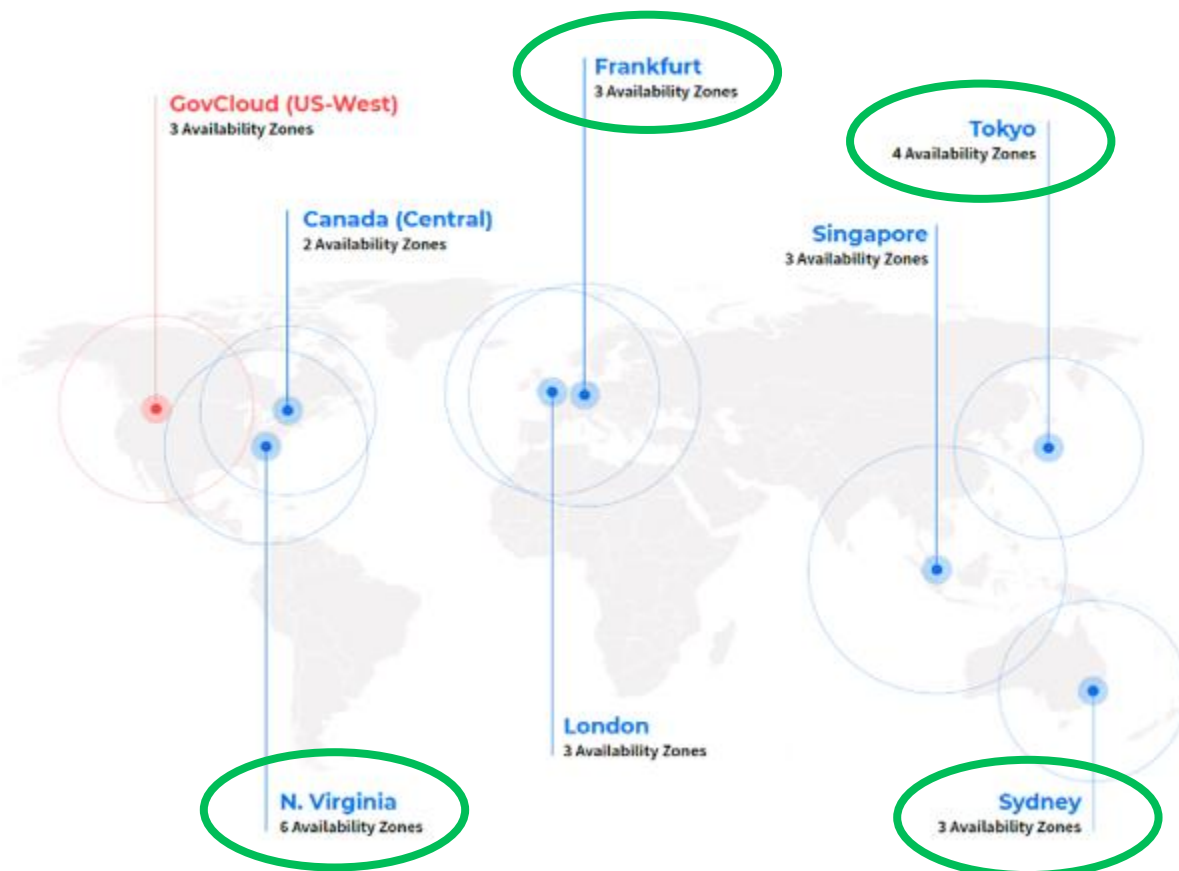 Frankfurt
3 Availability Zones
GovCloud (US-West)
3 Availability Zones
Tokyo
4 Availability Zones
Canada (Central)
2 Availability Zones
Singapore
3 Availability Zones
London
3 Availability Zones
N. Virginia
6 Availability Zones
Sydney
3 Availability Zones